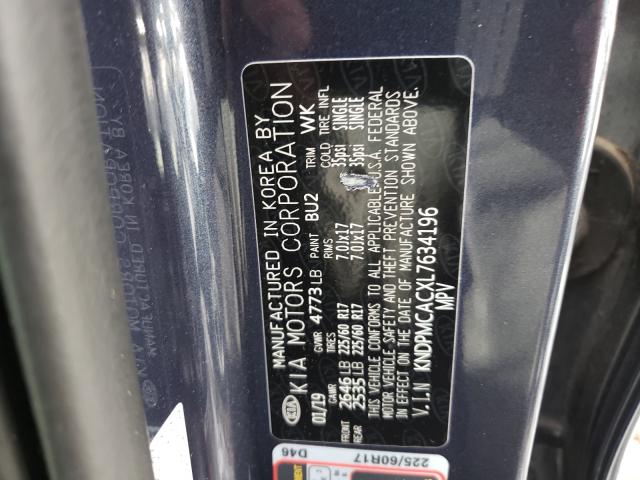 MANUFACTURED IN KOREA BY
KIA KIA MOTORS CORPORATION
01/19 GVWR 4773LB PAINT BU2 TRIM WK
GAWR TIRES RIMS COLD TIRE INFL
FRONT 2646LB 225/60 R17 7.0Jx17 35psi SINGLE
REAR 2535LB 225/60 R17 7.0Jx17 35psi SINGLE
THIS VEHICLE CONFORMS TO ALL APPLICABLE U.S.A FEDERAL
MOTOR VEHICLE SAFETY AND THEFT PREVENTION STANDARDS
IN EFFECT ON THE DATE OF MANUFACTURE SHOWN ABOVE.
V.I.N KNDPMCACXL7634196
MPV
D46
225/60R17